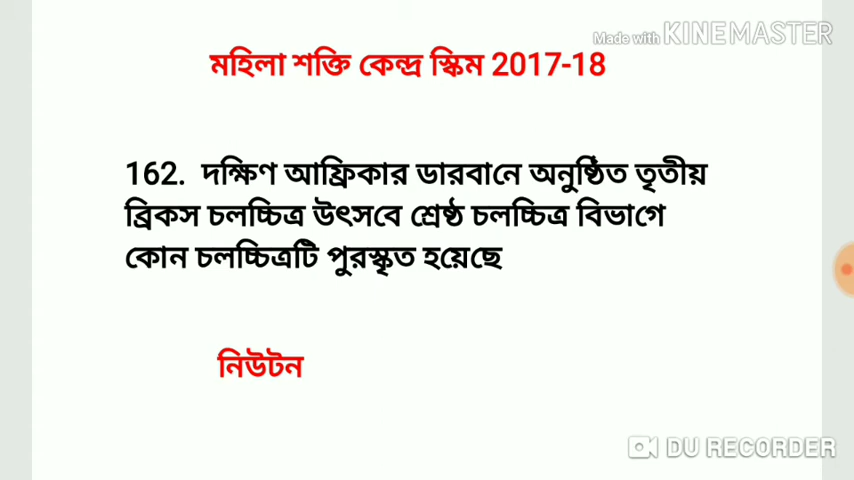 Made with KINEMASTER
মহিলা শক্তি কেন্দ্র স্কিম 2017-18
162. দক্ষিণ আফ্রিকার ডারবানে অনুষ্ঠিত তৃতীয়
ব্রিকস চলচ্চিত্র উৎসবে শ্রেষ্ঠ চলচ্চিত্র বিভাগে
কোন চলচ্চিত্রটি পুরস্কৃত হয়েছে
নিউটন
DU RECORDER